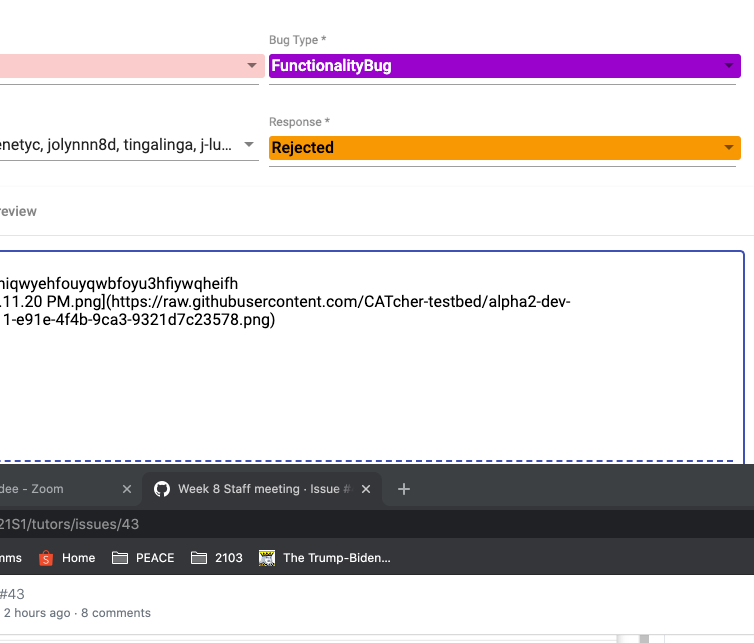 Bug Type *
FunctionalityBug
Response *
enetyc, jolynnn8d, tingalinga, j-lu...
Rejected
review
niqwyehfouyqwbfoyu3hfiywqheifh
.11.20 PM.png](https://raw.githubusercontent.com/CATcher-testbed/alpha2-dev-
11-e91e-4f4b-9ca3-9321d7c23578.png)
dee - Zoom
Week 8 Staff meeting · Issue #
21S1/tutors/issues/43
mms
Home
PEACE
2103
The Trump-Biden...
#43
2 hours ago · 8 comments